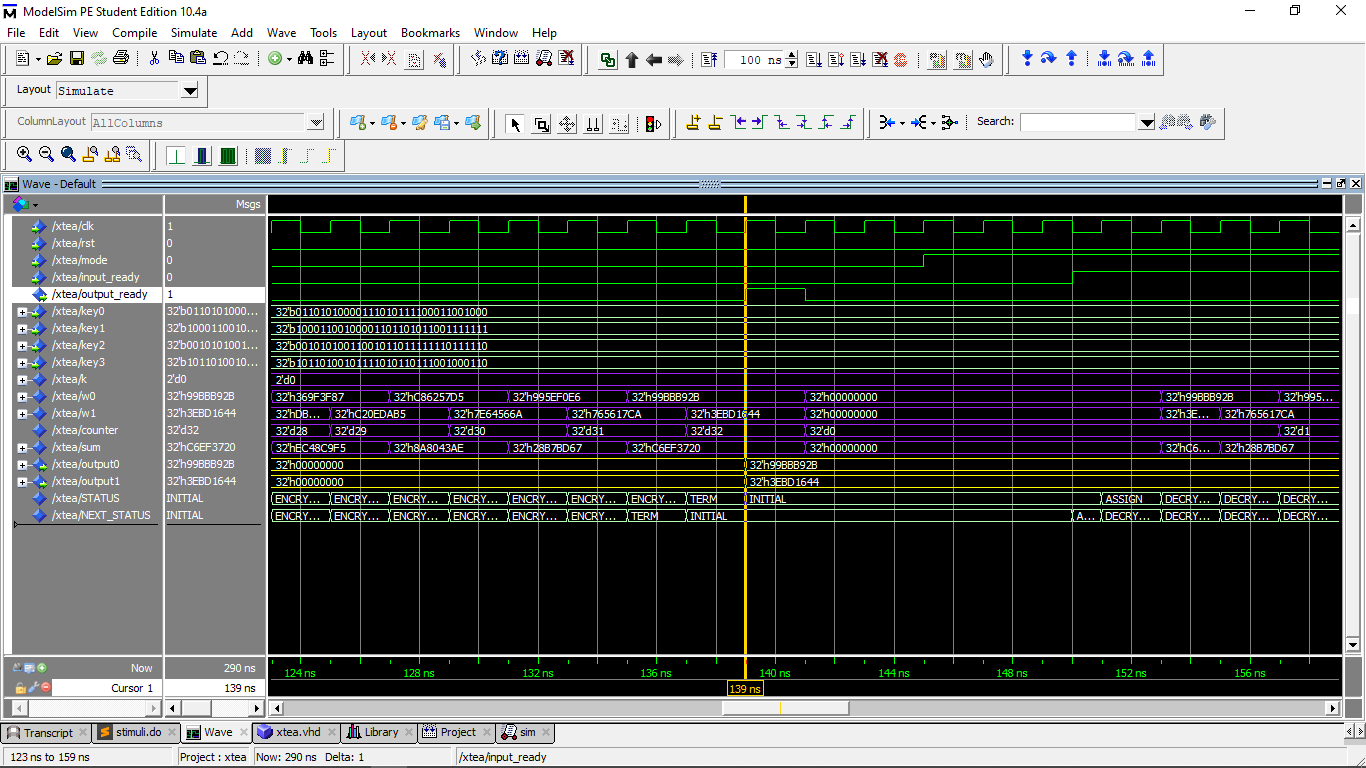 ModelSim PE Student Edition 10.4a
File Edit View Compile Simulate Add Wave Tools Layout Bookmarks Window Help
100 ns
Layout Simulate
ColumnLayout AllColumns
Search:
Wave - Default
Msgs
/xtea/clk 1
/xtea/rst 0
/xtea/mode 0
/xtea/input_ready 0
/xtea/output_ready 1
/xtea/key0 32'b0110101000... 32'b01101010000111010111100011001000
/xtea/key1 32'b1000110010... 32'b10001100100001101101011001111111
/xtea/key2 32'b0010101001... 32'b00101010011001011011111110111110
/xtea/key3 32'b1011010010... 32'b10110100101111010110111001000110
/xtea/k 2'd0 2'd0
/xtea/w0 32'h99BBB92B 32'h369F3F87 32'hC86257D5 32'h995EF0E6 32'h99BBB92B 32'h00000000 32'h99BBB92B 32'h995...
/xtea/w1 32'h3EBD1644 32'hDB... 32'hC20EDAB5 32'h7E64566A 32'h765617CA 32'h3EBD1644 32'h00000000 32'h3E... 32'h765617CA
/xtea/counter 32'd32 32'd28 32'd29 32'd30 32'd31 32'd32 32'd0 32'd1
/xtea/sum 32'hC6EF3720 32'hEC48C9F5 32'h8A8043AE 32'h28B7BD67 32'hC6EF3720 32'h00000000 32'hC6... 32'h28B7BD67
/xtea/output0 32'h99BBB92B 32'h00000000 32'h99BBB92B
/xtea/output1 32'h3EBD1644 32'h00000000 32'h3EBD1644
/xtea/STATUS INITIAL ENCRY... ENCRY... ENCRY... ENCRY... ENCRY... ENCRY... ENCRY... TERM INITIAL ASSIGN DECRY... DECRY... DECRY...
/xtea/NEXT_STATUS INITIAL ENCRY... ENCRY... ENCRY... ENCRY... ENCRY... ENCRY... TERM INITIAL A... DECRY... DECRY... DECRY... DECRY...
Now 290 ns 124 ns 128 ns 132 ns 136 ns 140 ns 144 ns 148 ns 152 ns 156 ns
Cursor 1 139 ns 139 ns
Transcript stimuli.do Wave xtea.vhd Library Project sim
123 ns to 159 ns Project : xtea Now: 290 ns Delta: 1 /xtea/input_ready